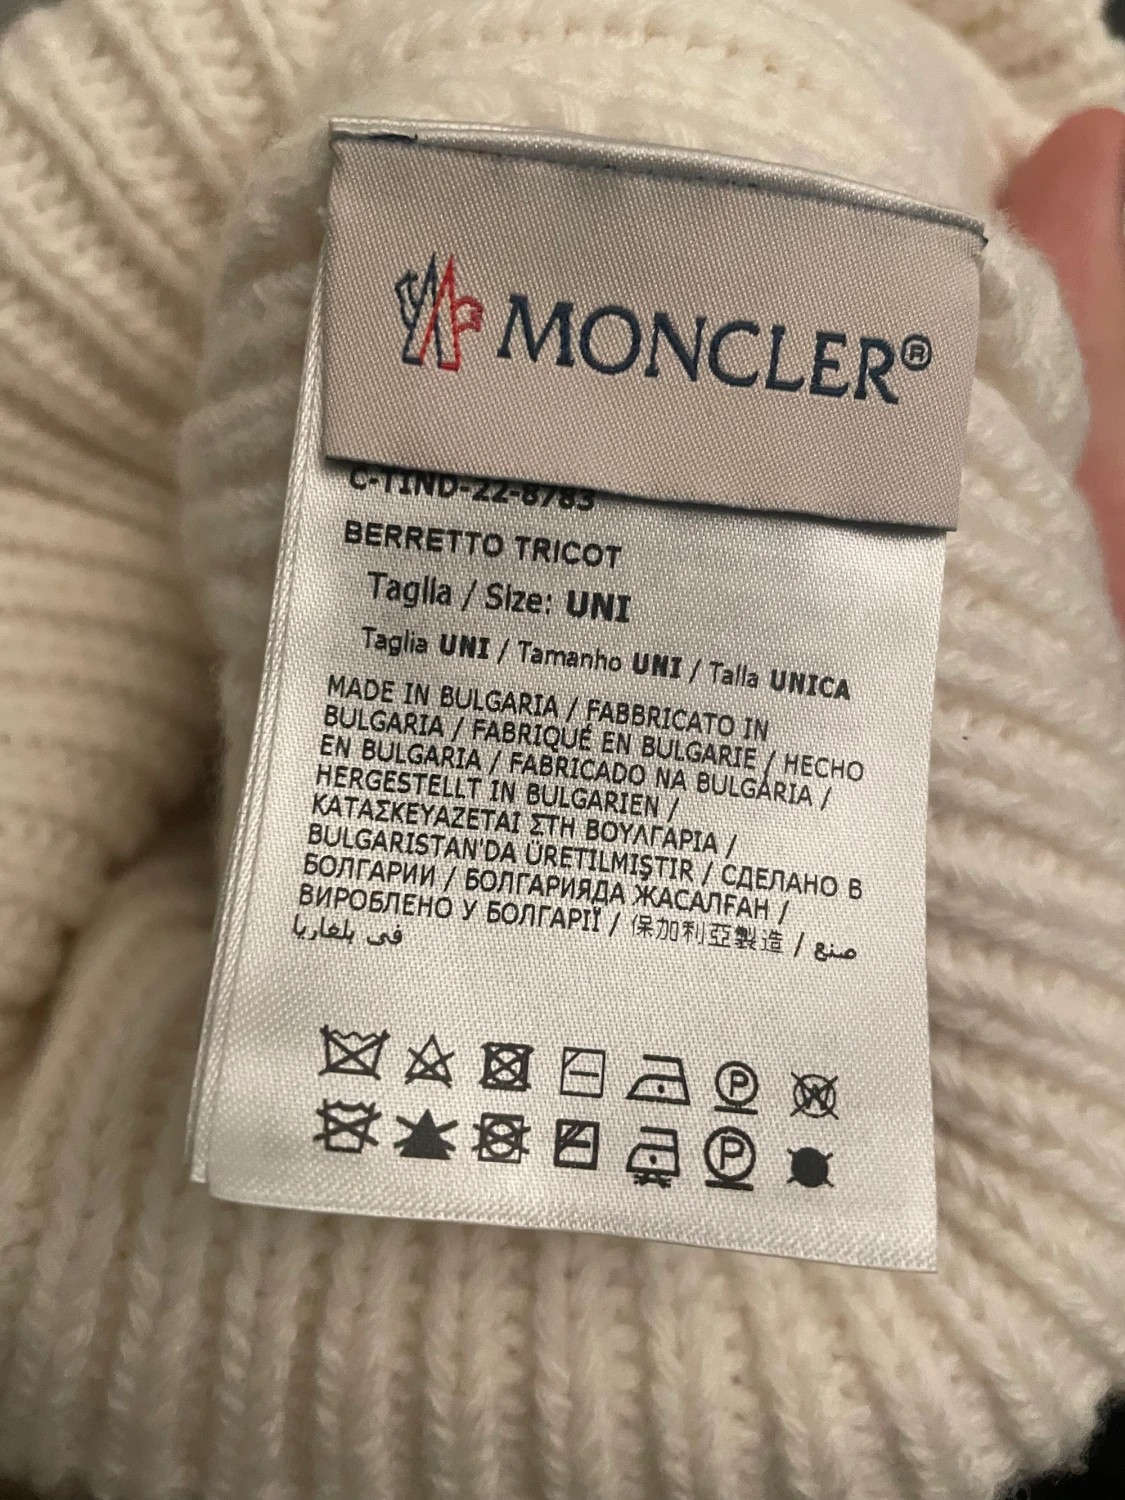 MONCLER®
C-TIND-22-8783
BERRETTO TRICOT
Taglia / Size: UNI
Taglia UNI / Tamanho UNI / Talla UNICA
MADE IN BULGARIA / FABBRICATO IN
BULGARIA / FABRIQUÉ EN BULGARIE / HECHO
EN BULGARIA / FABRICADO NA BULGÁRIA /
HERGESTELLT IN BULGARIEN /
ΚΑΤΑΣΚΕΥΑΖΕΤΑΙ ΣΤΗ ΒΟΥΛΓΑΡΙΑ /
BULGARISTAN'DA ÜRETILMIŞTIR / СДЕЛАНО В
БОЛГАРИИ / БОЛГАРИЯДА ЖАСАЛҒАН /
ВИРОБЛЕНО У БОЛГАРІЇ / 保加利亞製造 / صنع
في بلغاريا
P W
P